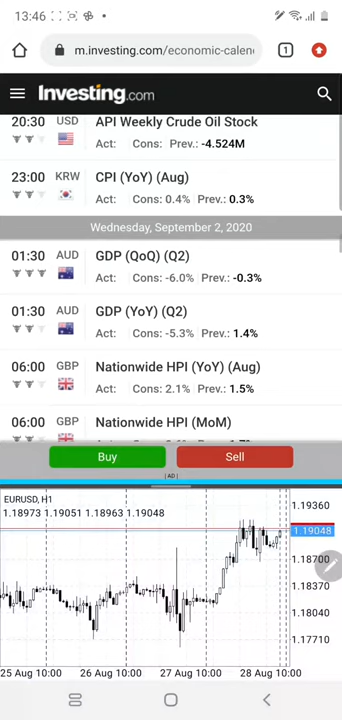 13:46
m.investing.com/economic-calen
1
Investing.com
20:30 USD API Weekly Crude Oil Stock
Act: Cons: Prev.: -4.524M
23:00 KRW CPI (YoY) (Aug)
Act: Cons: 0.4% Prev.: 0.3%
Wednesday, September 2, 2020
01:30 AUD GDP (QoQ) (Q2)
Act: Cons: -6.0% Prev.: -0.3%
01:30 AUD GDP (YoY) (Q2)
Act: Cons: -5.3% Prev.: 1.4%
06:00 GBP Nationwide HPI (YoY) (Aug)
Act: Cons: 2.1% Prev.: 1.5%
06:00 GBP Nationwide HPI (MoM)
Buy Sell
[AD]
EURUSD, H1
1.18973 1.19051 1.18963 1.19048
1.19360
1.19048
1.18700
1.18370
1.18040
1.17710
25 Aug 10:00 26 Aug 10:00 27 Aug 10:00 28 Aug 10:00